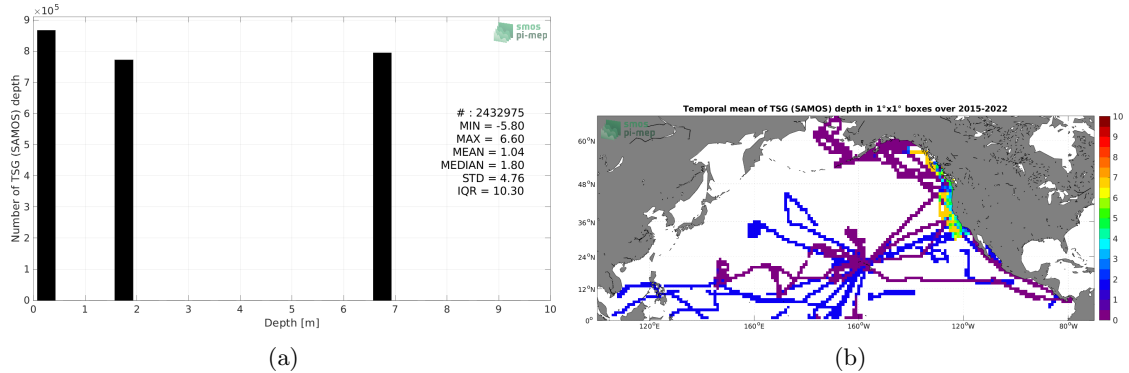 ×10⁵
9
8
7
6
5
4
3
2
1
0
Number of TSG (SAMOS) depth
smos
pi-mep
# : 2432975
MIN = -5.80
MAX = 6.60
MEAN = 1.04
MEDIAN = 1.80
STD = 4.76
IQR = 10.30
0 1 2 3 4 5 6 7 8 9 10
Depth [m]
(a)
Temporal mean of TSG (SAMOS) depth in 1°x1° boxes over 2015-2022
smos
pi-mep
60°N
48°N
36°N
24°N
12°N
0°
120°E 160°E 160°W 120°W 80°W
10
9
8
7
6
5
4
3
2
1
0
(b)